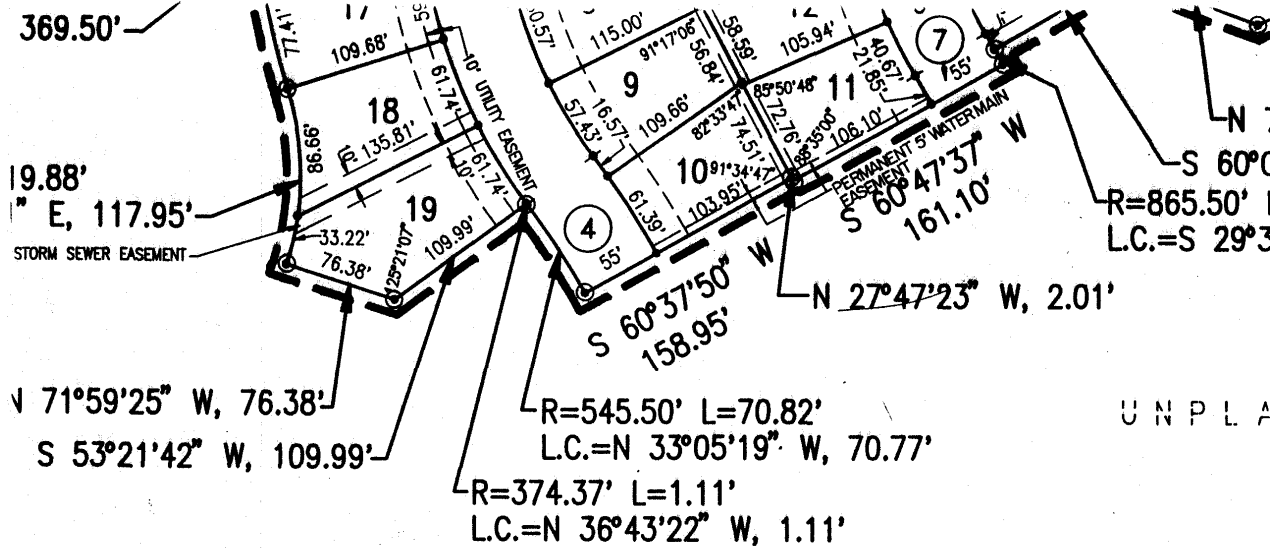 369.50'
17
77.41'
109.68'
115.00'
91°17'06"
58.59'
56.84'
12
105.94'
40.67'
21.85'
7
55'
10' UTILITY EASEMENT
61.74'
18
10'
135.81'
86.66'
9
57.43'
16.57'
109.66'
82°33'47"
85°50'48"
11
72.76'
74.51'
88°35'00"
106.10'
PERMANENT 5' WATERMAIN
EASEMENT
10
91°34'47"
103.95'
61.39'
61.74'
10'
19
109.99'
125°21'07"
33.22'
76.38'
4
55'
19.88'
" E, 117.95'
STORM SEWER EASEMENT
S 60°47'37" W
161.10'
S 60°37'50" W
158.95'
N 27°47'23" W, 2.01'
N 7
S 60°0
R=865.50'
L.C.=S 29°3
N 71°59'25" W, 76.38'
S 53°21'42" W, 109.99'
R=545.50' L=70.82'
L.C.=N 33°05'19" W, 70.77'
R=374.37' L=1.11'
L.C.=N 36°43'22" W, 1.11'
UNPLA